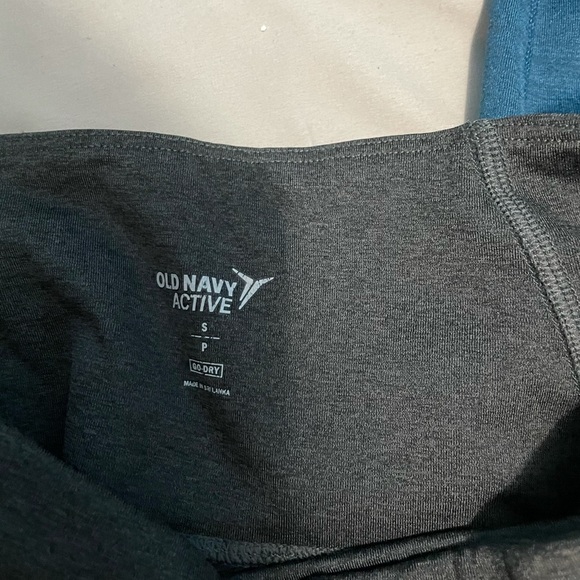 OLD NAVY
ACTIVE
S
P
GO-DRY
MADE IN SRI LANKA